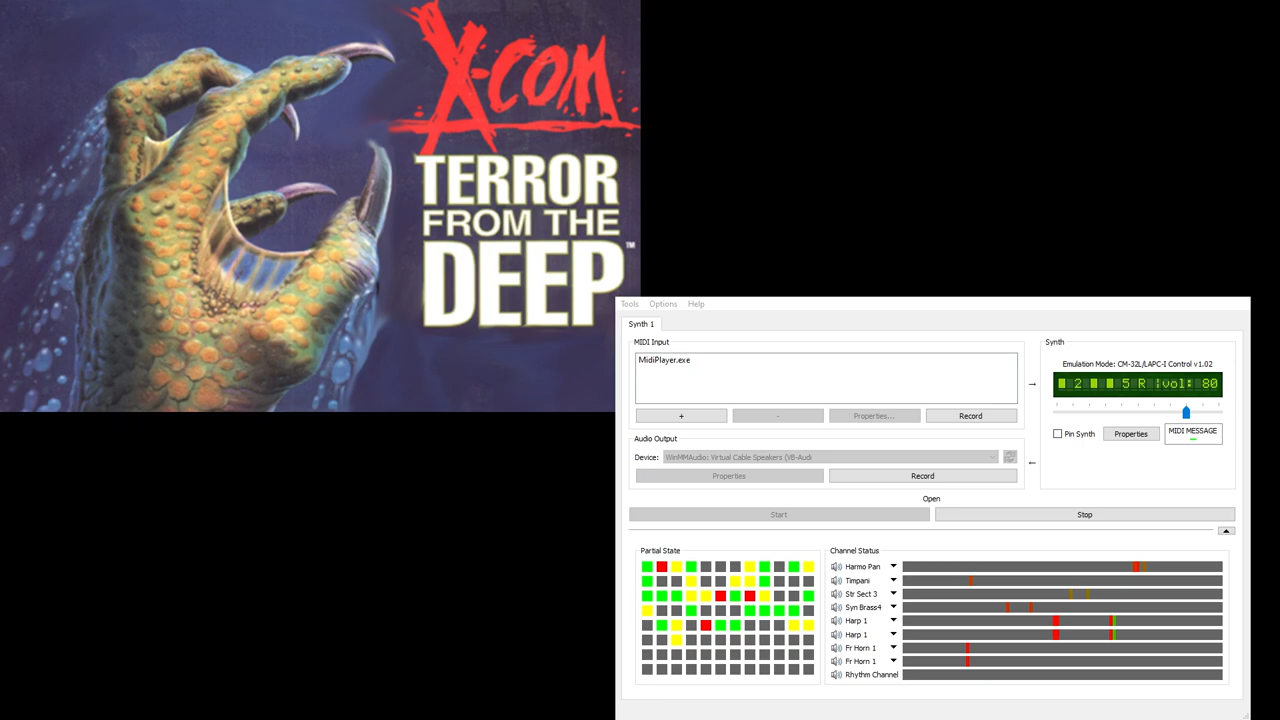 X-COM
TERROR
FROM THE
DEEP™
Tools Options Help
Synth 1
MIDI Input
MidiPlayer.exe
+ - Properties... Record
Audio Output
Device: WinMMAudio: Virtual Cable Speakers (VB-Audi
Properties Record
Synth
Emulation Mode: CM-32L/LAPC-I Control v1.02
2 5 R |vol: 80
Pin Synth Properties MIDI MESSAGE
Open
Start Stop
Partial State
Channel Status
Harmo Pan
Timpani
Str Sect 3
Syn Brass4
Harp 1
Harp 1
Fr Horn 1
Fr Horn 1
Rhythm Channel